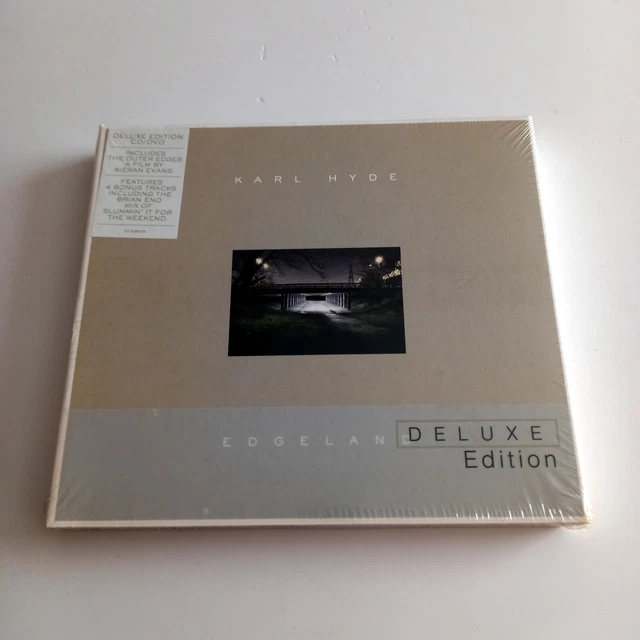 DELUXE EDITION
CD/DVD
INCLUDES
THE OUTER EDGES
A FILM BY
KIERAN EVANS
FEATURES
4 BONUS TRACKS
INCLUDING THE
BRIAN ENO
MIX OF
SLUMMIN' IT FOR
THE WEEKEND
KARL HYDE
EDGELAND
DELUXE
Edition